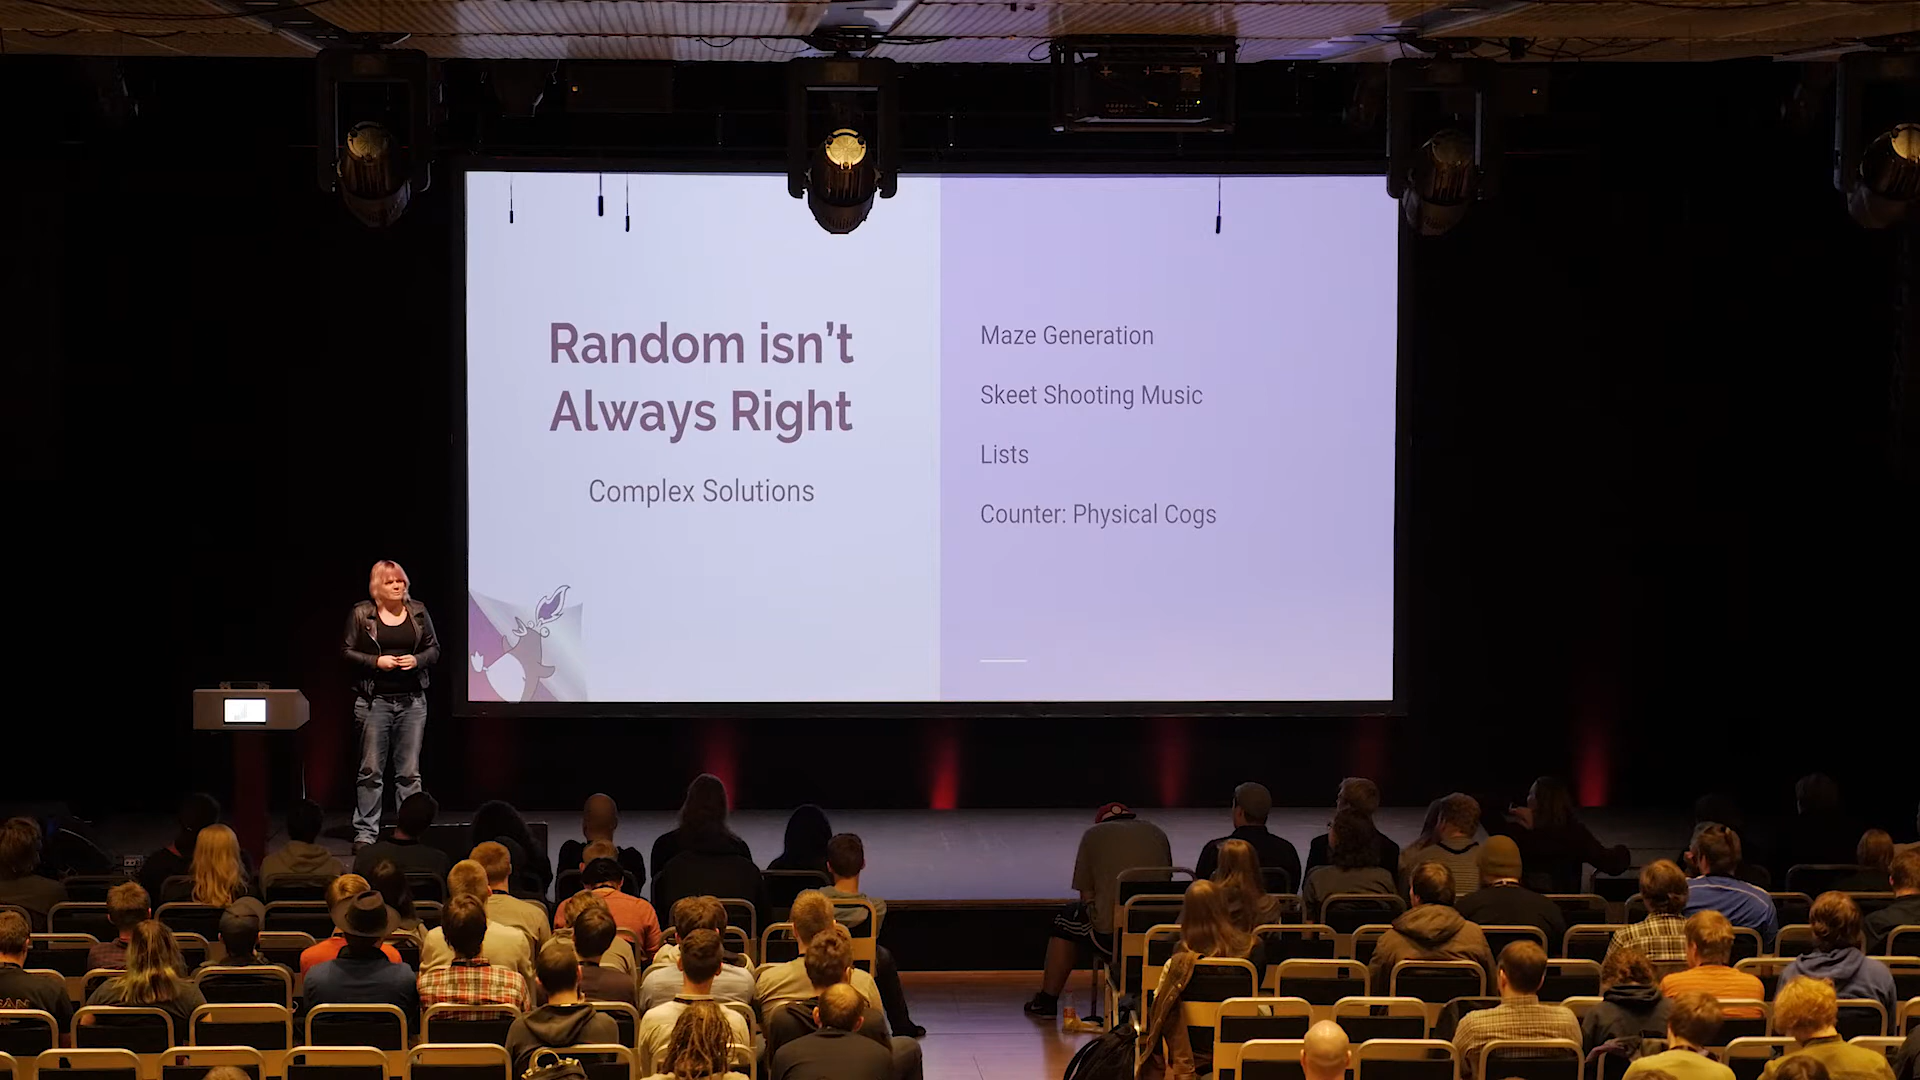 Random isn't
Always Right
Complex Solutions
Maze Generation
Skeet Shooting Music
Lists
Counter: Physical Cogs